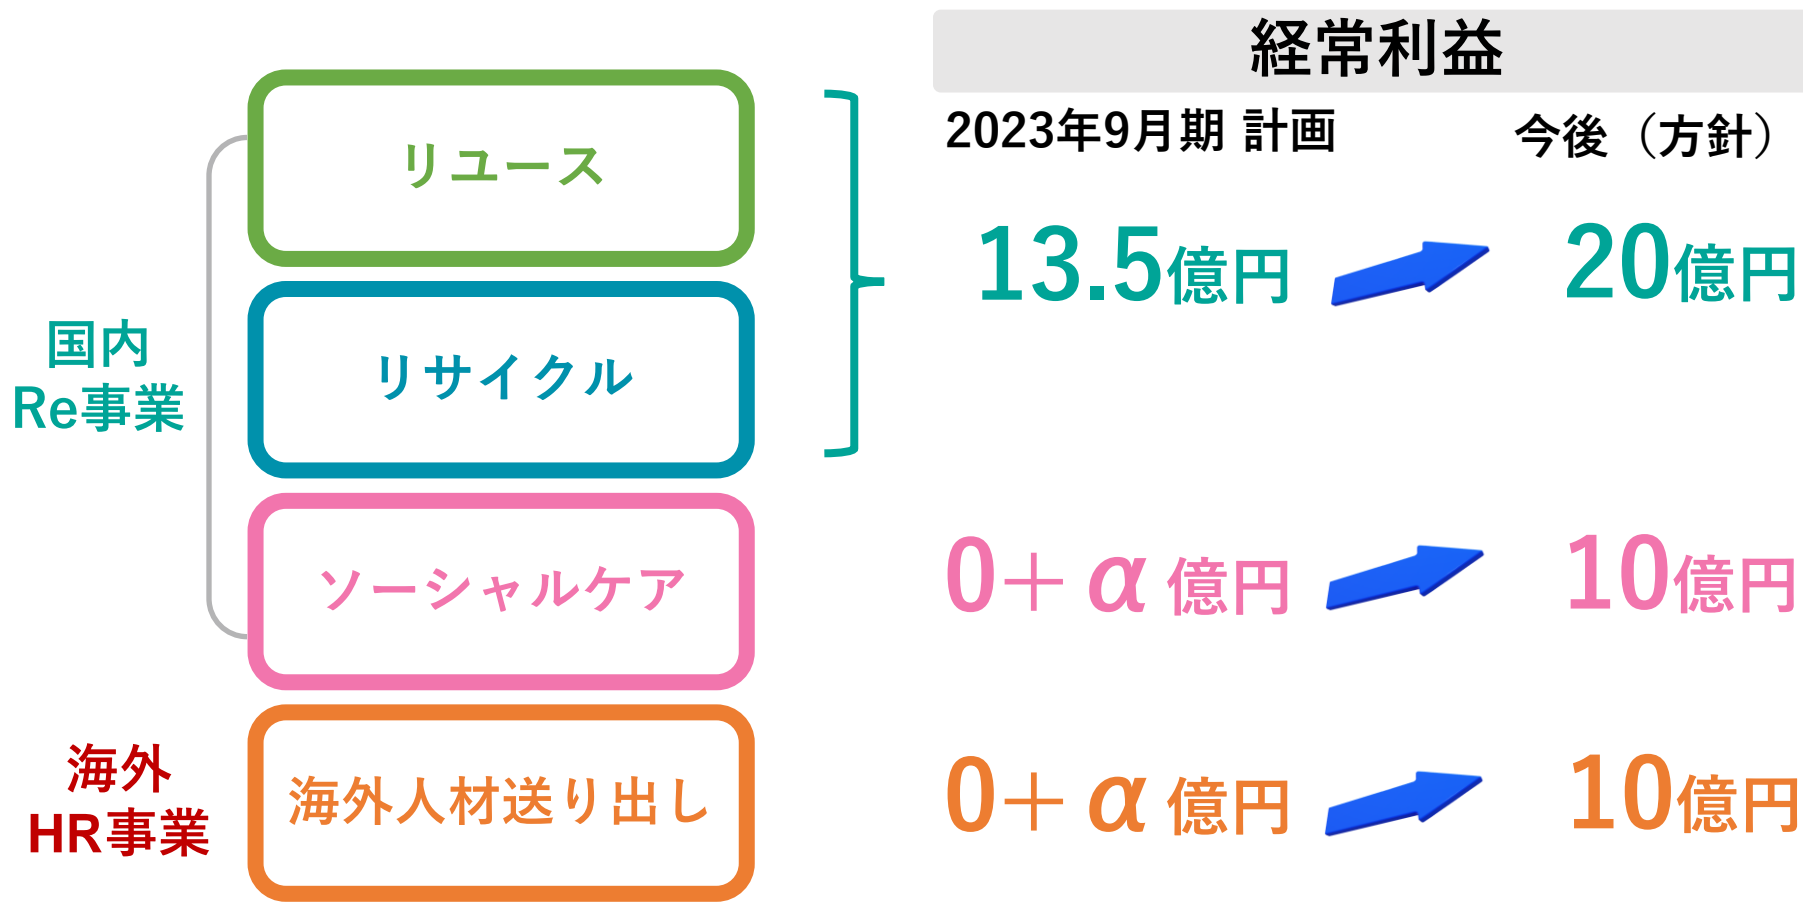 経常利益
2023年9月期 計画
今後（方針）
国内
Re事業
リユース
リサイクル
13.5億円
20億円
ソーシャルケア
0＋α 億円
10億円
海外
HR事業
海外人材送り出し
0＋α 億円
10億円